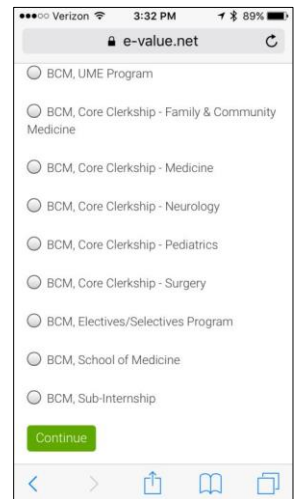 Verizon 3:32 PM 89%
e-value.net
BCM, UME Program
BCM, Core Clerkship - Family & Community
Medicine
BCM, Core Clerkship - Medicine
BCM, Core Clerkship - Neurology
BCM, Core Clerkship - Pediatrics
BCM, Core Clerkship - Surgery
BCM, Electives/Selectives Program
BCM, School of Medicine
BCM, Sub-Internship
Continue